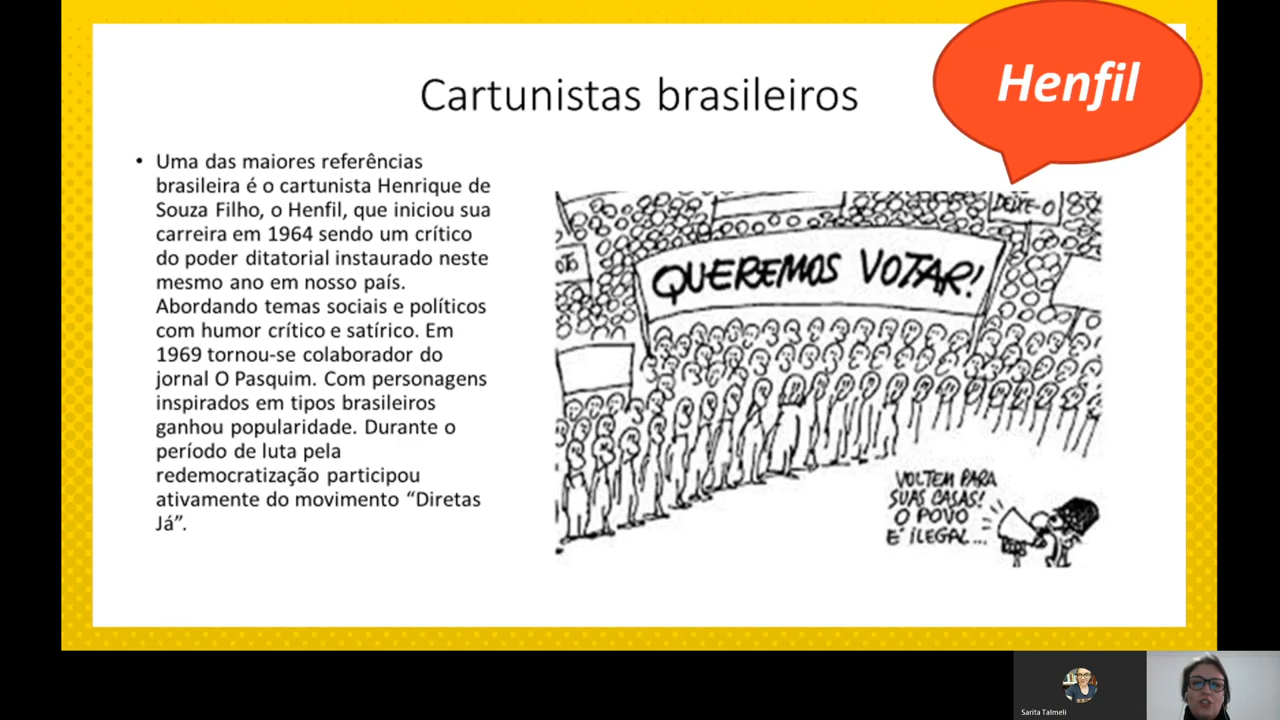 Henfil
Cartunistas brasileiros
• Uma das maiores referências
brasileira é o cartunista Henrique de
Souza Filho, o Henfil, que iniciou sua
carreira em 1964 sendo um crítico
do poder ditatorial instaurado neste
mesmo ano em nosso país.
Abordando temas sociais e políticos
com humor crítico e satírico. Em
1969 tornou-se colaborador do
jornal O Pasquim. Com personagens
inspirados em tipos brasileiros
ganhou popularidade. Durante o
período de luta pela
redemocratização participou
ativamente do movimento “Diretas
Já”.
DEIXE-O
OTO
QUEREMOS VOTAR!
VOLTEM PARA
SUAS CASAS!
O POVO
É ILEGAL...
Sarita Talmeli